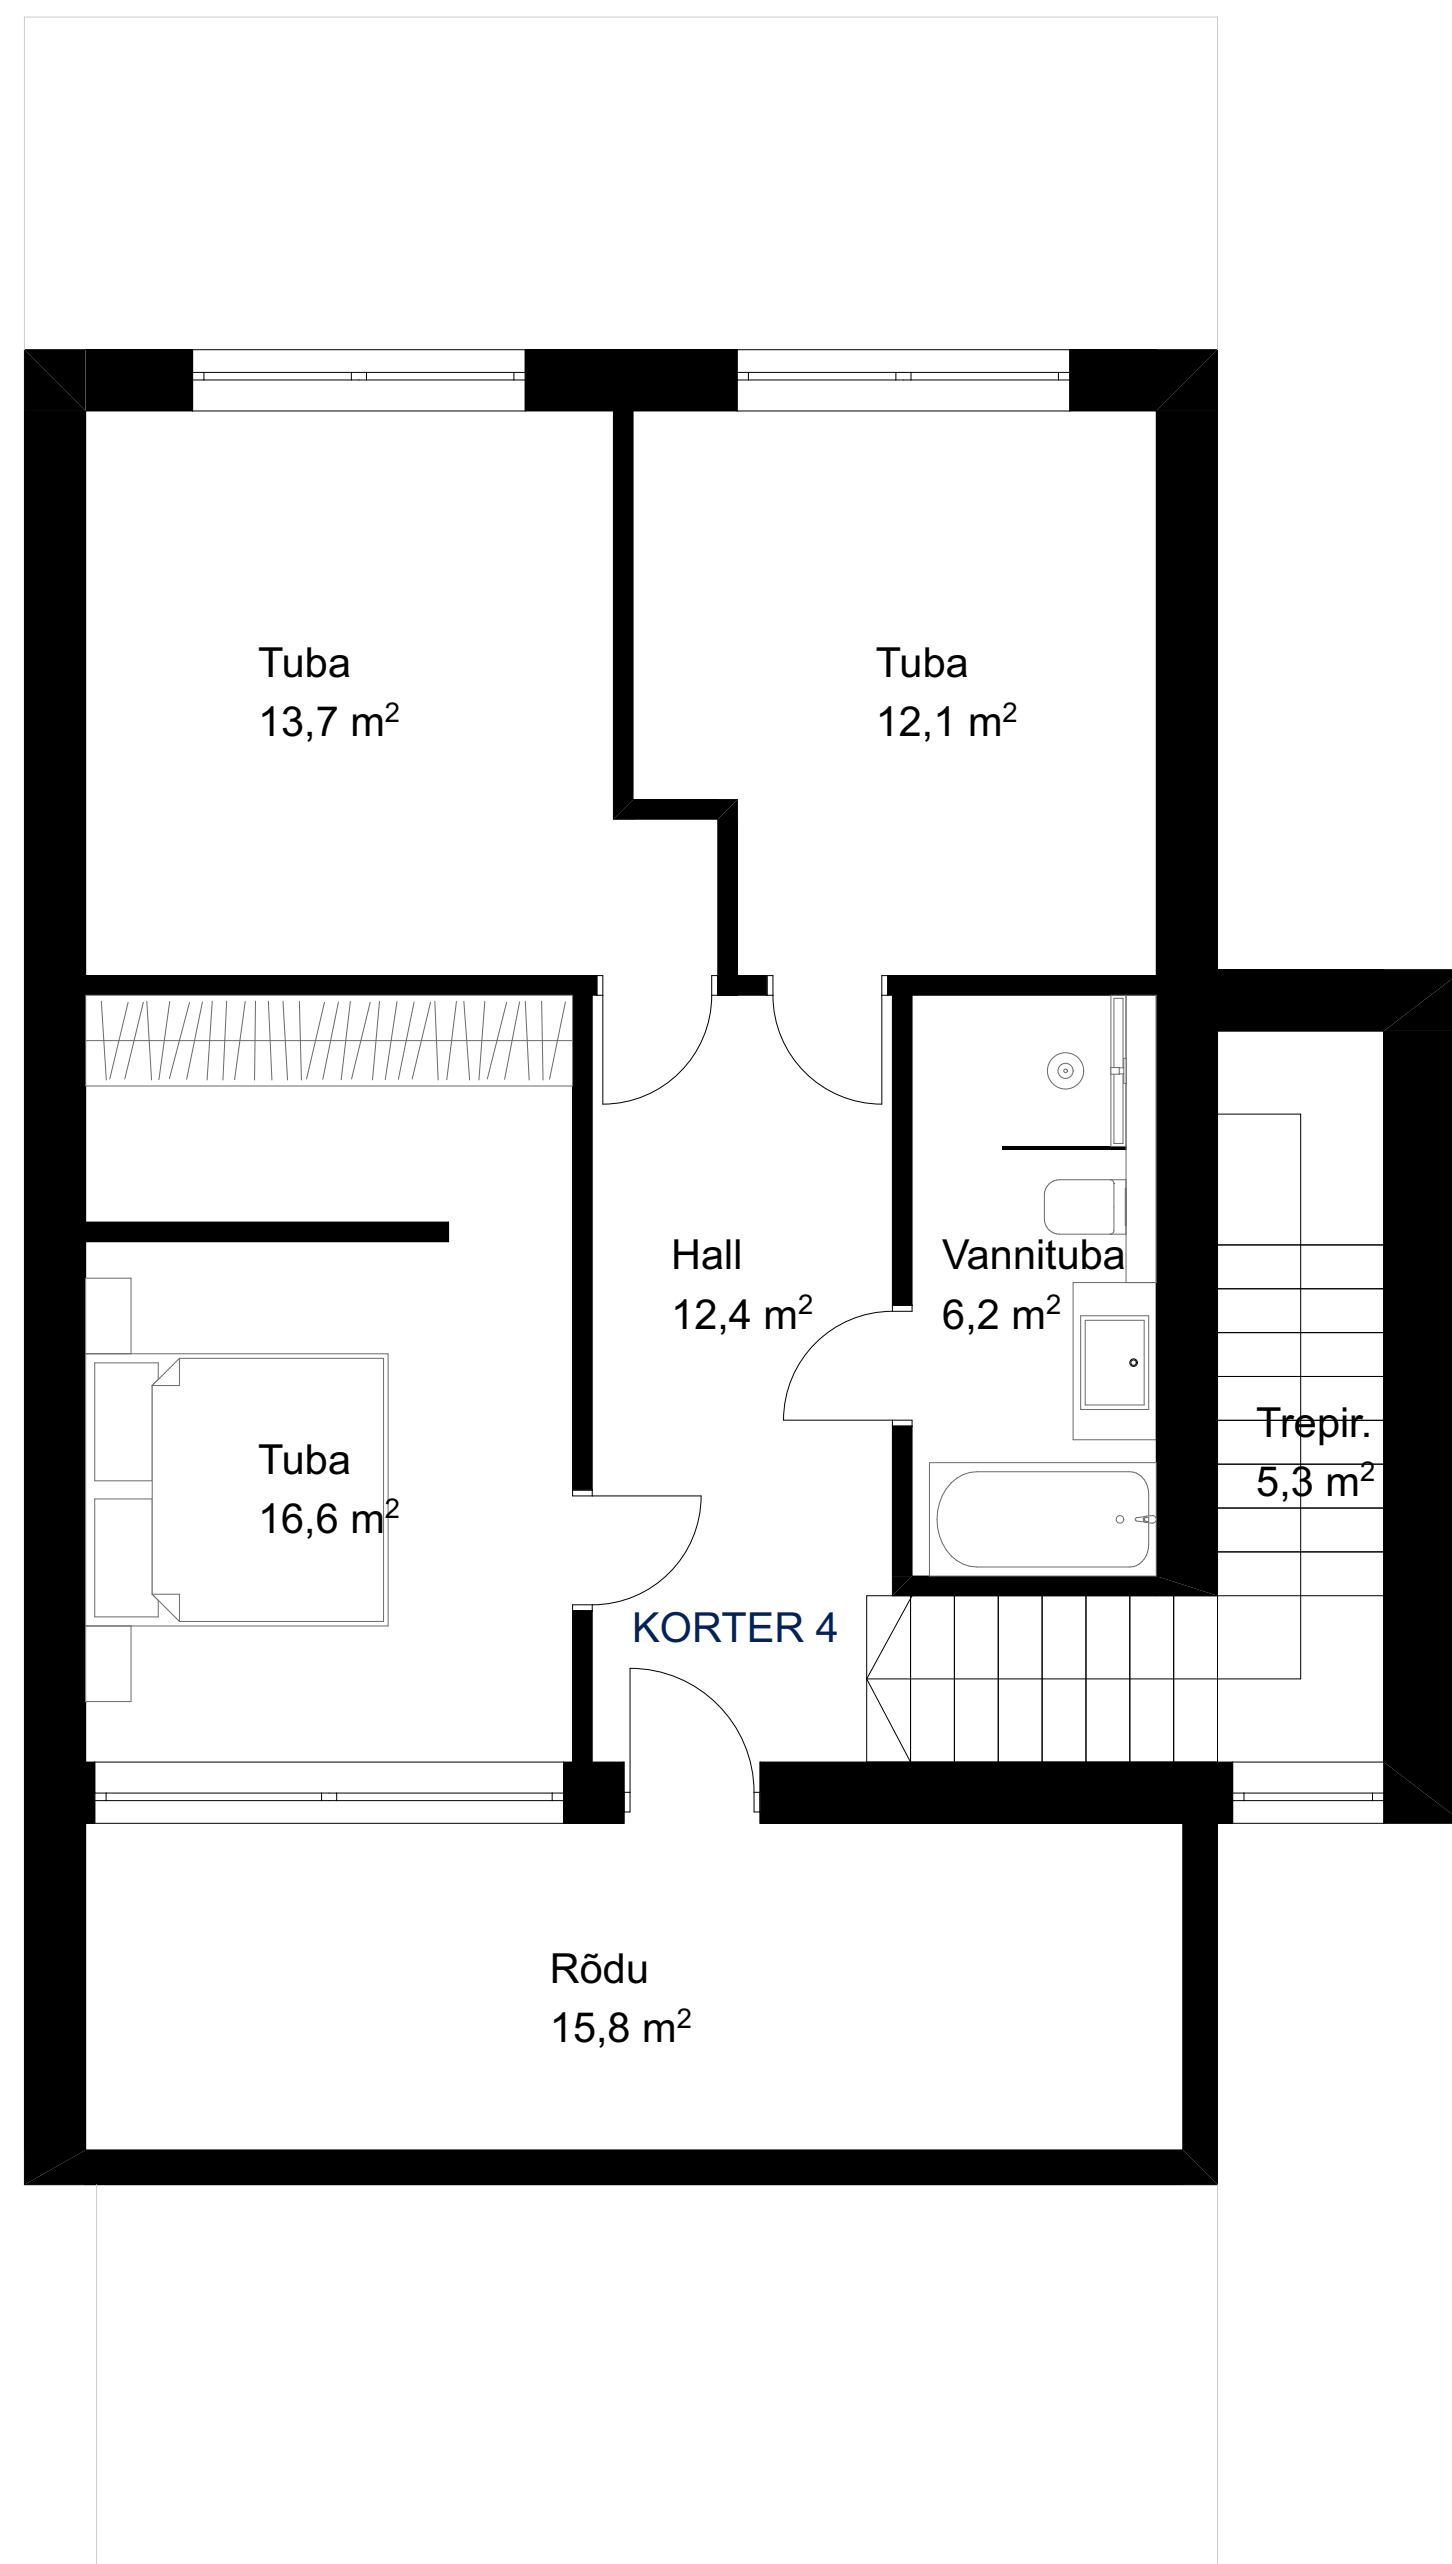 Tuba
13,7 m²
Tuba
12,1 m²
Hall
12,4 m²
Vannituba
6,2 m²
Trepir.
5,3 m²
Tuba
16,6 m²
KORTER 4
Rõdu
15,8 m²